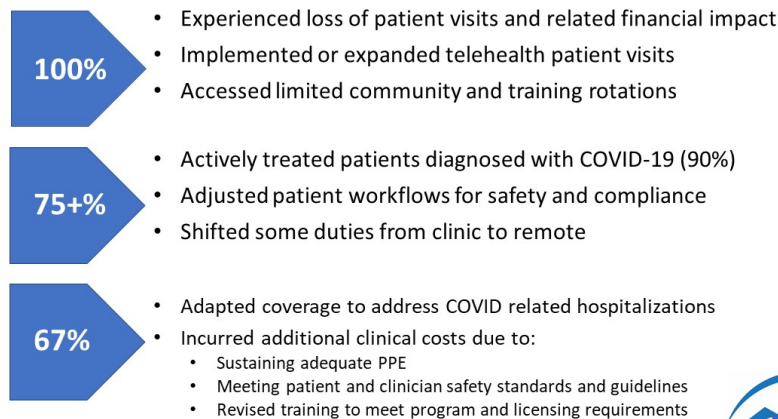 100%
• Experienced loss of patient visits and related financial impact
• Implemented or expanded telehealth patient visits
• Accessed limited community and training rotations
75+%
• Actively treated patients diagnosed with COVID-19 (90%)
• Adjusted patient workflows for safety and compliance
• Shifted some duties from clinic to remote
67%
• Adapted coverage to address COVID related hospitalizations
• Incurred additional clinical costs due to:
• Sustaining adequate PPE
• Meeting patient and clinician safety standards and guidelines
• Revised training to meet program and licensing requirements